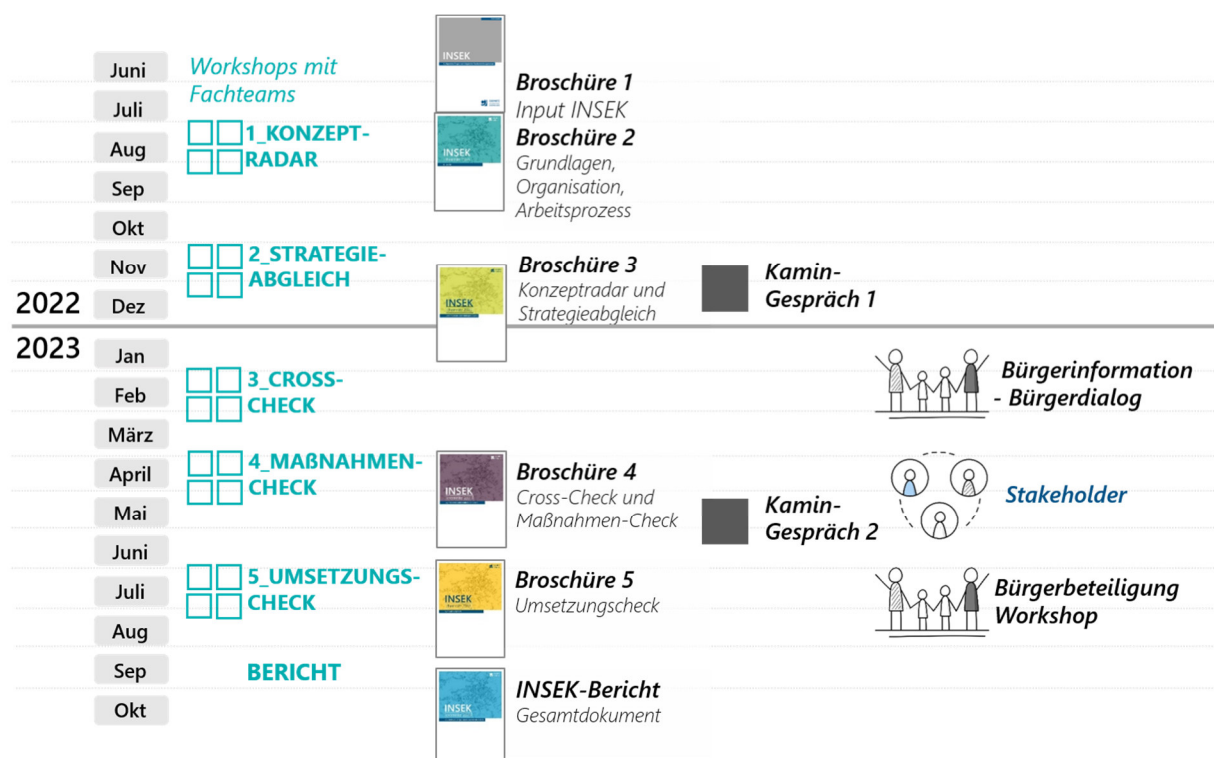 Juni
Juli
Aug
Sep
Okt
Nov
2022 Dez
2023
Jan
Feb
März
April
Mai
Juni
Juli
Aug
Sep
Okt
Workshops mit
Fachteams
1_KONZEPT-
RADAR
2_STRATEGIE-
ABGLEICH
3_CROSS-
CHECK
4_MAßNAHMEN-
CHECK
5_UMSETZUNGS-
CHECK
BERICHT
INSEK
Broschüre 1
Input INSEK
INSEK
Broschüre 2
Grundlagen,
Organisation,
Arbeitsprozess
INSEK
Broschüre 3
Konzeptradar und
Strategieabgleich
INSEK
Broschüre 4
Cross-Check und
Maßnahmen-Check
INSEK
Broschüre 5
Umsetzungscheck
INSEK
INSEK-Bericht
Gesamtdokument
Kamin-
Gespräch 1
Kamin-
Gespräch 2
Bürgerinformation
- Bürgerdialog
Stakeholder
Bürgerbeteiligung
Workshop